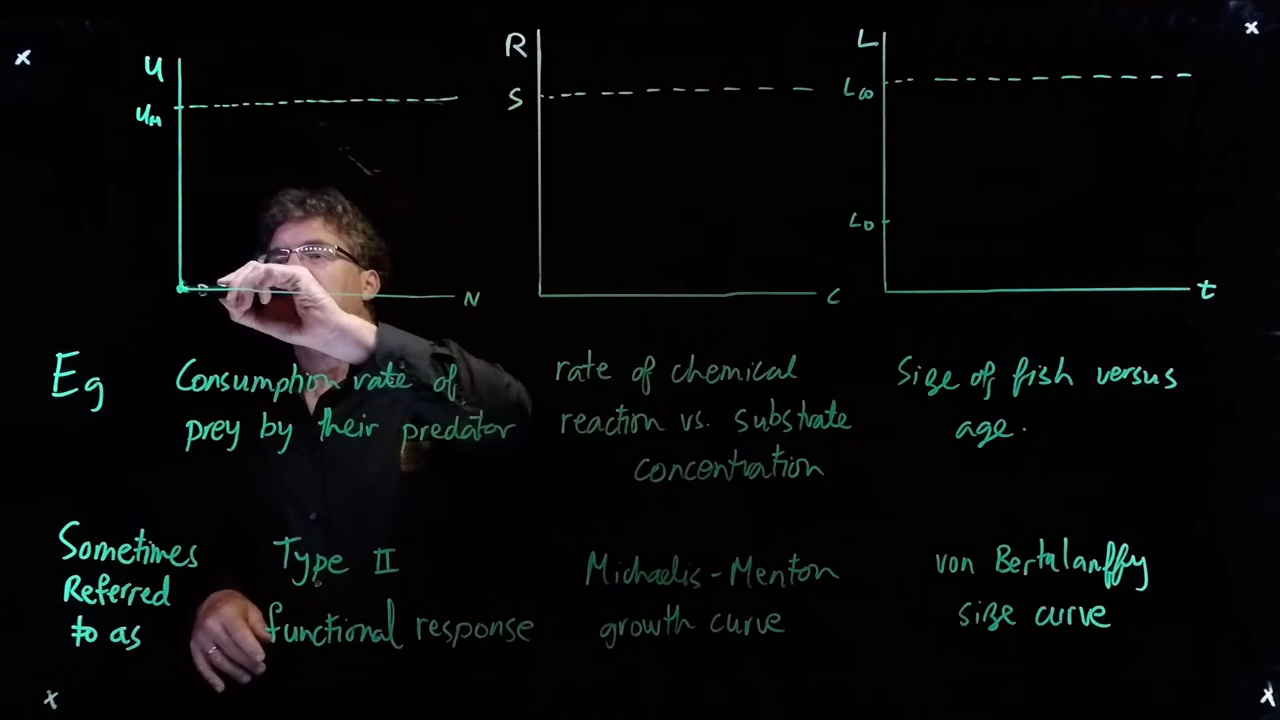 u
u_M
N
R
S
C
L
L∞
L0
t
Eg
Consumption rate of
prey by their predator
rate of chemical
reaction vs. substrate
concentration
Size of fish versus
age.
Sometimes
Referred
to as
Type II
functional response
Michaelis-Menton
growth curve
von Bertalanffy
size curve